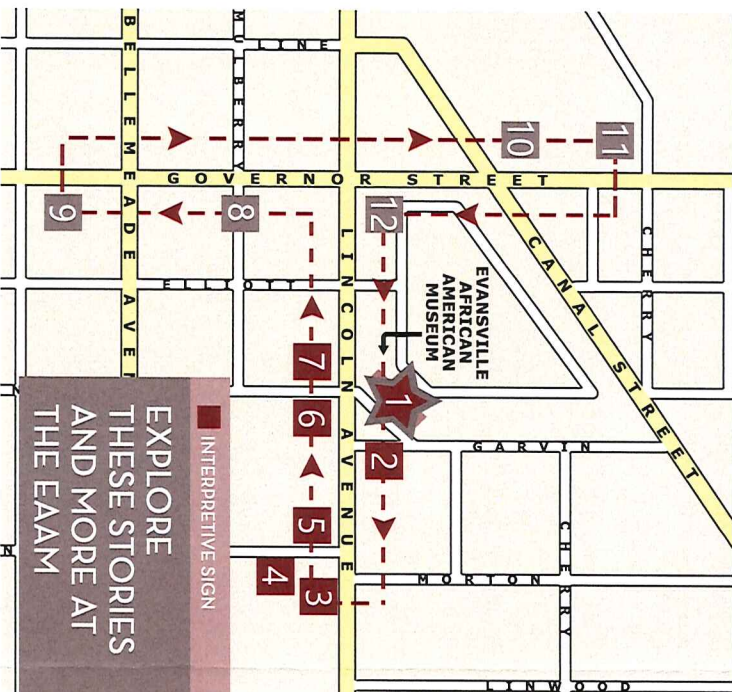 LINE
MULBERRY
BELLEMEADE AVE
GOVERNOR STREET
LINCOLN AVENUE
ELLIOTT
CANAL STREET
CHERRY
GARVIN
CHERRY
MORTON
LINWOOD
EVANSVILLE
AFRICAN
AMERICAN
MUSEUM
1
2
3
4
5
6
7
8
9
10
11
12
INTERPRETIVE SIGN
EXPLORE
THESE STORIES
AND MORE AT
THE EAAM